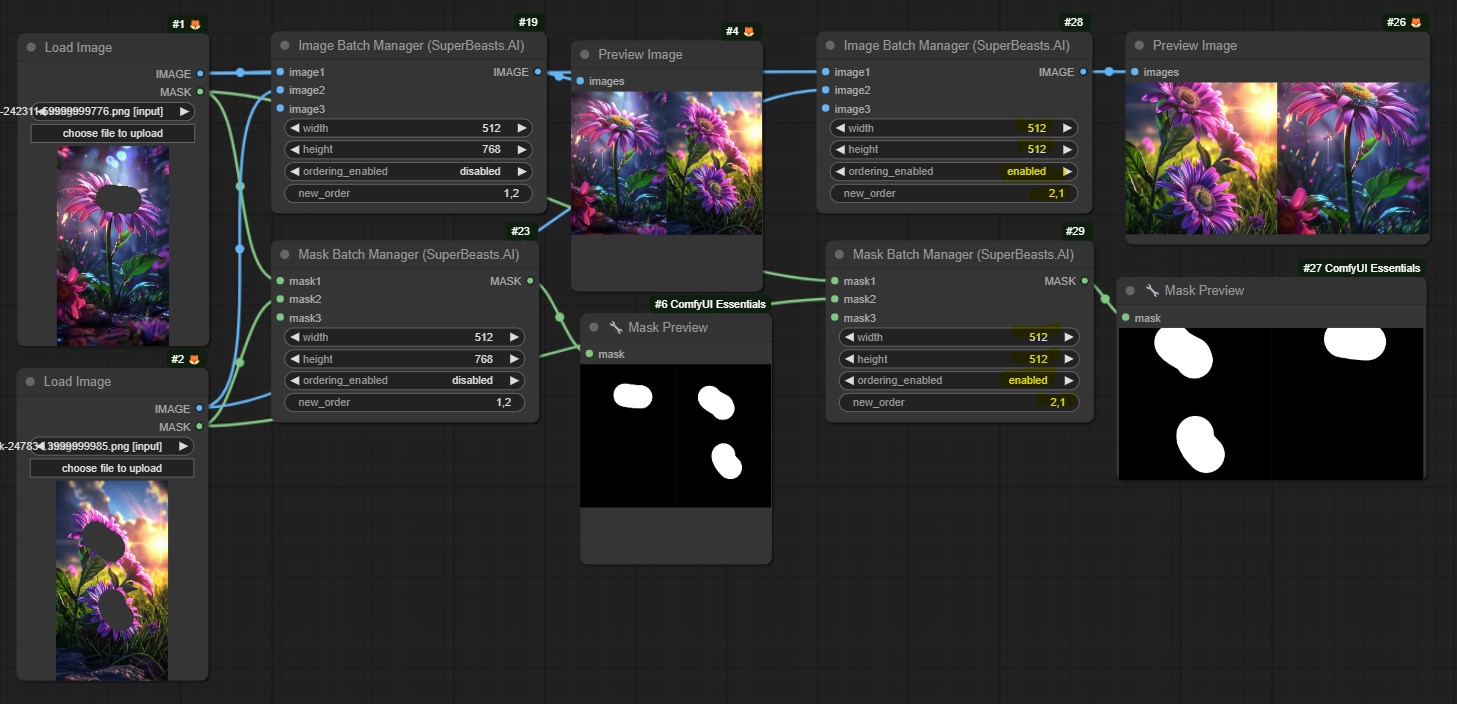 #1
Load Image
IMAGE
MASK
-242311-69999999776.png [input]
choose file to upload
#2
Load Image
IMAGE
MASK
[input]
choose file to upload
#19
Image Batch Manager (SuperBeasts.AI)
image1 IMAGE
image2
image3
width 512
height 768
ordering_enabled disabled
new_order 1,2
#23
Mask Batch Manager (SuperBeasts.AI)
mask1 MASK
mask2
mask3
width 512
height 768
ordering_enabled disabled
new_order 1,2
#4
Preview Image
images
#6 ComfyUI Essentials
Mask Preview
mask
#28
Image Batch Manager (SuperBeasts.AI)
image1 IMAGE
image2
image3
width 512
height 512
ordering_enabled enabled
new_order 2,1
#29
Mask Batch Manager (SuperBeasts.AI)
mask1 MASK
mask2
mask3
width 512
height 512
ordering_enabled enabled
new_order 2,1
#26
Preview Image
images
#27 ComfyUI Essentials
Mask Preview
mask